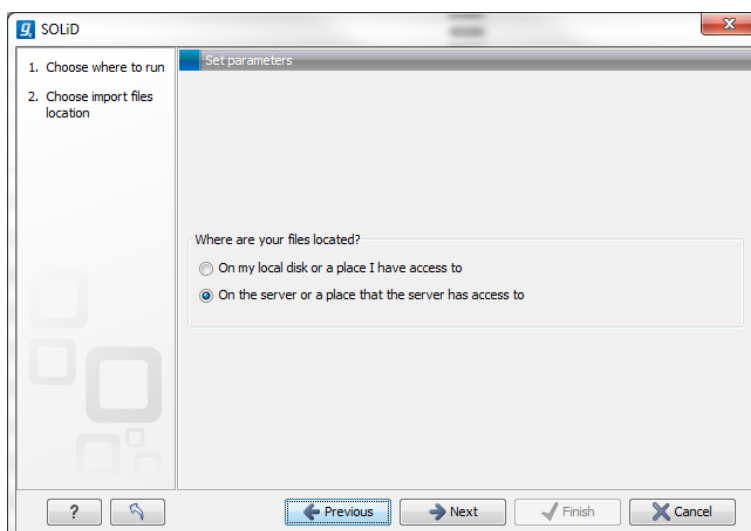 SOLiD
1. Choose where to run
2. Choose import files
location
Set parameters
Where are your files located?
On my local disk or a place I have access to
On the server or a place that the server has access to
?
Previous
Next
Finish
Cancel